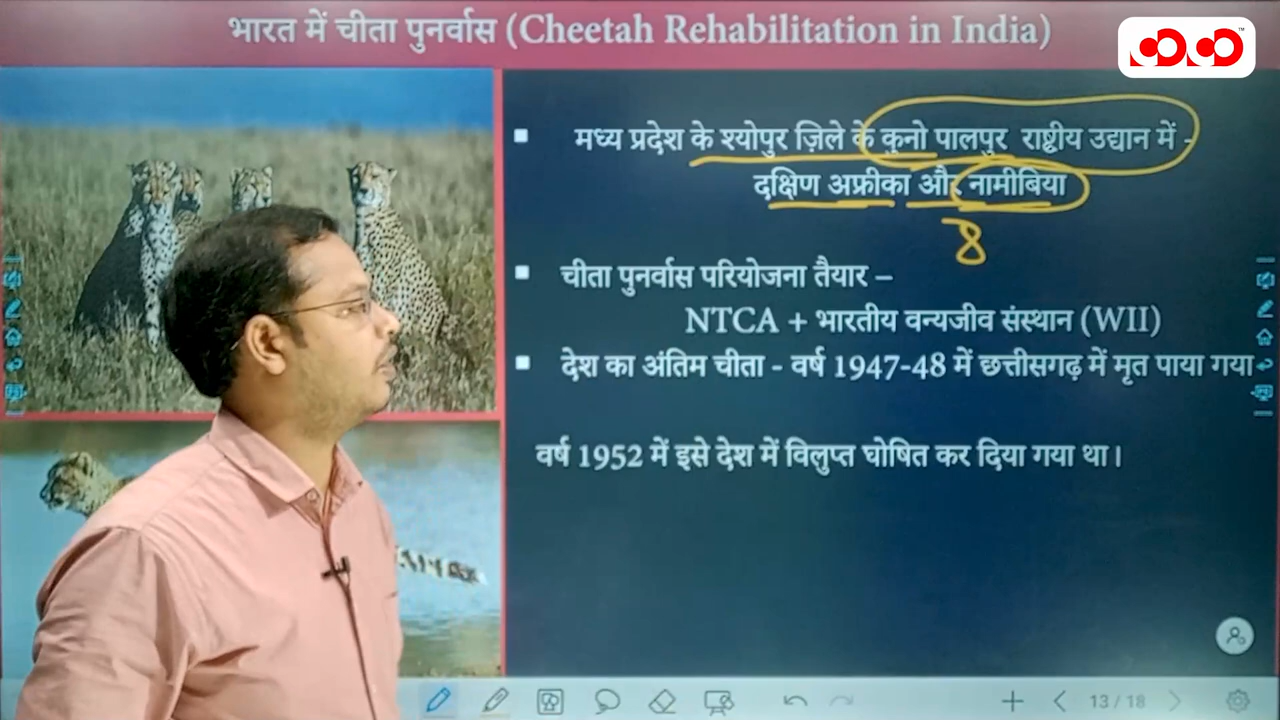 भारत में चीता पुनर्वास (Cheetah Rehabilitation in India)
मध्य प्रदेश के श्योपुर ज़िले के कुनो पालपुर राष्ट्रीय उद्यान में -
दक्षिण अफ्रीका और नामीबिया
8
चीता पुनर्वास परियोजना तैयार –
NTCA + भारतीय वन्यजीव संस्थान (WII)
देश का अंतिम चीता - वर्ष 1947-48 में छत्तीसगढ़ में मृत पाया गया
वर्ष 1952 में इसे देश में विलुप्त घोषित कर दिया गया था।
13 / 18